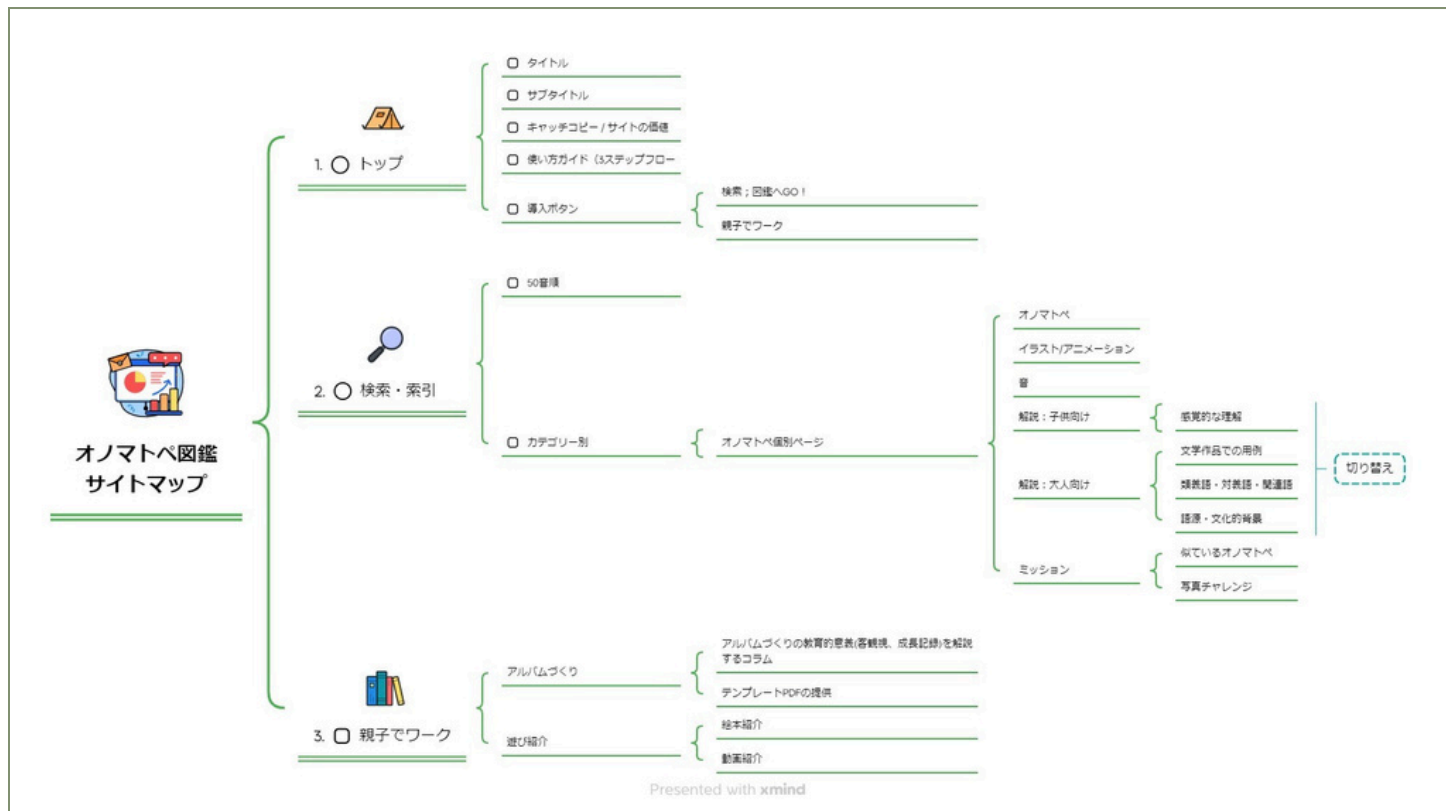 オノマトペ図鑑
サイトマップ
1. トップ
タイトル
サブタイトル
キャッチコピー / サイトの価値
使い方ガイド（3ステップフロー
導入ボタン
検索；図鑑へGO！
親子でワーク
2. 検索・索引
50音順
カテゴリー別
オノマトペ個別ページ
オノマトペ
イラスト/アニメーション
音
解説：子供向け
感覚的な理解
解説：大人向け
文学作品での用例
類義語・対義語・関連語
語源・文化的背景
切り替え
ミッション
似ているオノマトペ
写真チャレンジ
3. 親子でワーク
アルバムづくり
アルバムづくりの教育的意義(客観視、成長記録)を解説
するコラム
テンプレートPDFの提供
遊び紹介
絵本紹介
動画紹介
Presented with xmind